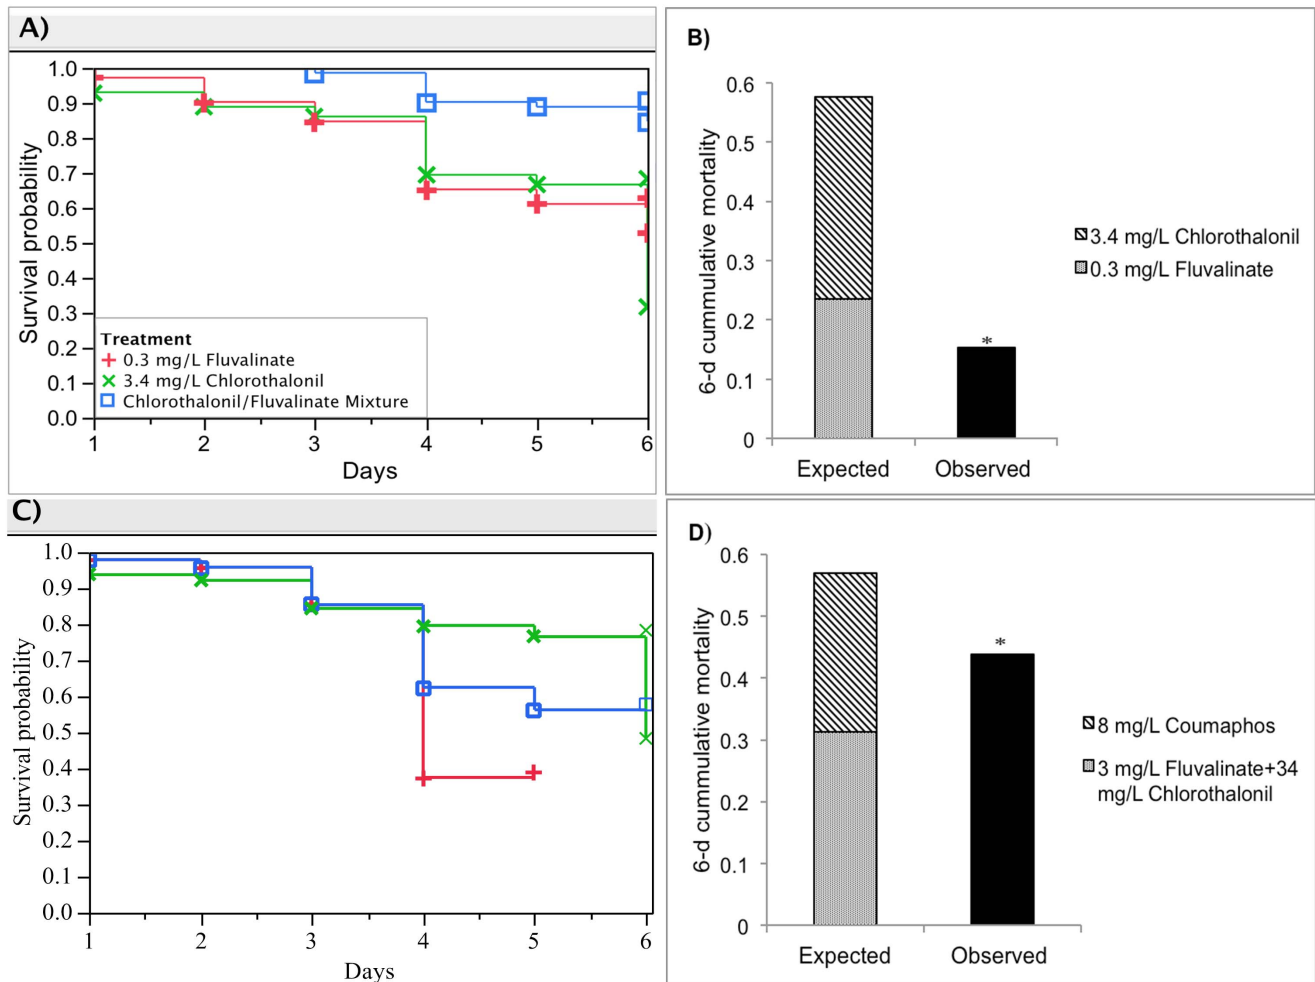 A)
Survival probability
1.0
0.9
0.8
0.7
0.6
0.5
0.4
0.3
0.2
0.1
0.0
Treatment
0.3 mg/L Fluvalinate
3.4 mg/L Chlorothalonil
Chlorothalonil/Fluvalinate Mixture
1 2 3 4 5 6
Days
B)
6-d cummulative mortality
0.6
0.5
0.4
0.3
0.2
0.1
0
*
Expected Observed
3.4 mg/L Chlorothalonil
0.3 mg/L Fluvalinate
C)
Survival probability
1.0
0.9
0.8
0.7
0.6
0.5
0.4
0.3
0.2
0.1
0.0
1 2 3 4 5 6
Days
D)
6-d cummulative mortality
0.6
0.5
0.4
0.3
0.2
0.1
0
*
Expected Observed
8 mg/L Coumaphos
3 mg/L Fluvalinate+34
mg/L Chlorothalonil